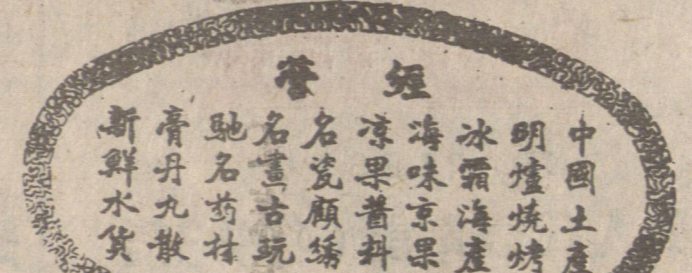 經營
中國土產
明爐燒烤
冰霜海產
海味京果
凉果醬料
名瓷顧繡
名畫古玩
馳名葯材
膏丹丸散
新鮮水貨